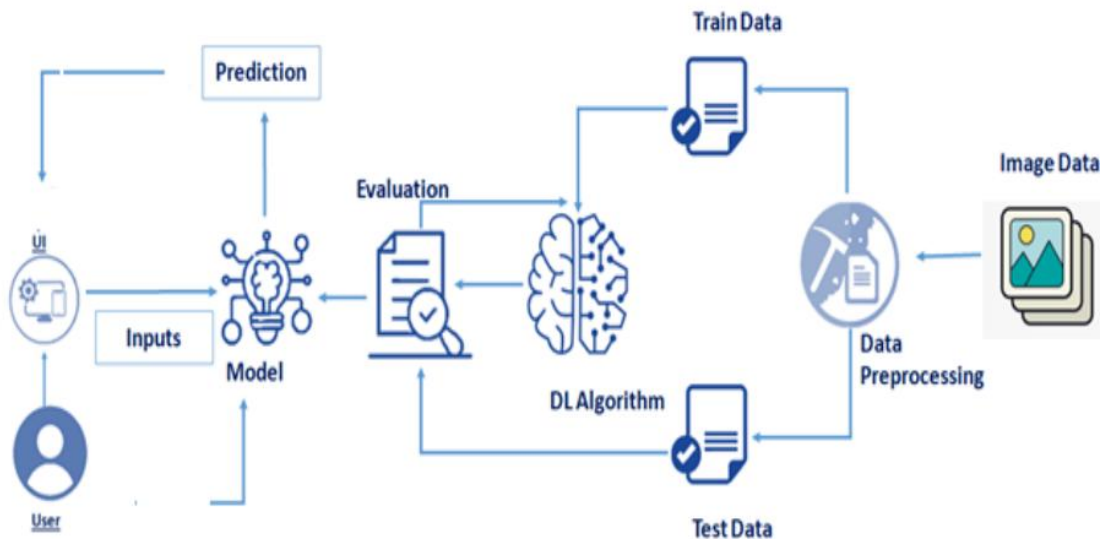 Train Data
Prediction
Image Data
Evaluation
UI
Inputs
Model
Data
Preprocessing
DL Algorithm
User
Test Data